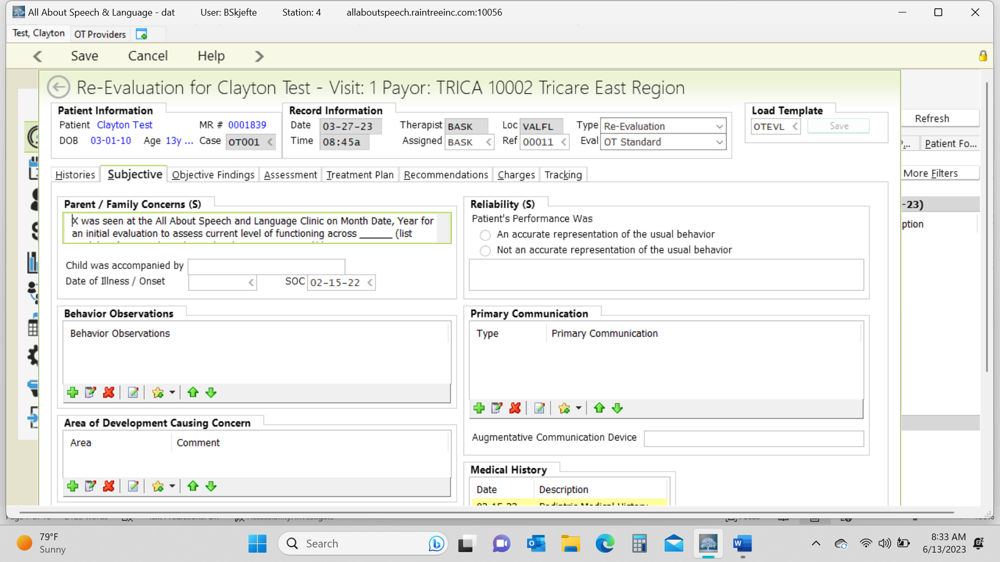 All About Speech & Language - dat User: BSkjefte Station: 4 allaboutspeech.raintreeinc.com:10056
Test, Clayton OT Providers
Save Cancel Help
Re-Evaluation for Clayton Test - Visit: 1 Payor: TRICA 10002 Tricare East Region
Patient Information Record Information Load Template
Patient Clayton Test MR # 0001839 Date 03-27-23 Therapist BASK Loc VALFL Type Re-Evaluation OTEVL Save
DOB 03-01-10 Age 13y ... Case OT001 Time 08:45a Assigned BASK Ref 00011 Eval OT Standard
Refresh
Patient Fo...
More Filters
Histories Subjective Objective Findings Assessment Treatment Plan Recommendations Charges Tracking
Parent / Family Concerns (S)
X was seen at the All About Speech and Language Clinic on Month Date, Year for
an initial evaluation to assess current level of functioning across ______ (list
Child was accompanied by
Date of Illness / Onset SOC 02-15-22
Reliability (S)
Patient's Performance Was
An accurate representation of the usual behavior
Not an accurate representation of the usual behavior
-23)
ption
Behavior Observations
Behavior Observations
Primary Communication
Type Primary Communication
Augmentative Communication Device
Area of Development Causing Concern
Area Comment
Medical History
Date Description
79°F
Sunny
Search
8:33 AM
6/13/2023